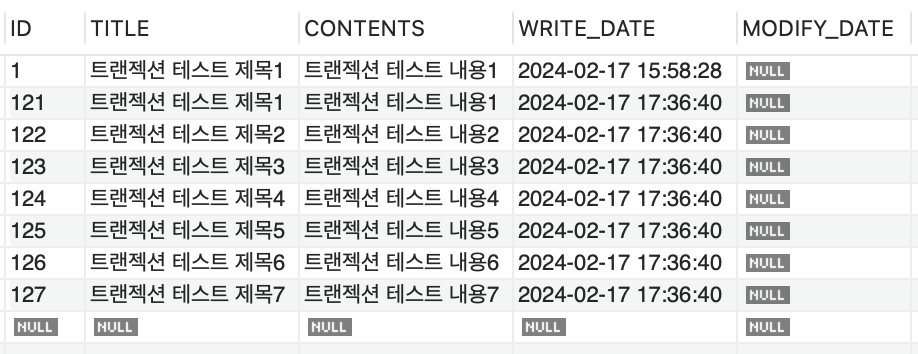 ID TITLE CONTENTS WRITE_DATE MODIFY_DATE
1 트랜젝션 테스트 제목1 트랜젝션 테스트 내용1 2024-02-17 15:58:28 NULL
121 트랜젝션 테스트 제목1 트랜젝션 테스트 내용1 2024-02-17 17:36:40 NULL
122 트랜젝션 테스트 제목2 트랜젝션 테스트 내용2 2024-02-17 17:36:40 NULL
123 트랜젝션 테스트 제목3 트랜젝션 테스트 내용3 2024-02-17 17:36:40 NULL
124 트랜젝션 테스트 제목4 트랜젝션 테스트 내용4 2024-02-17 17:36:40 NULL
125 트랜젝션 테스트 제목5 트랜젝션 테스트 내용5 2024-02-17 17:36:40 NULL
126 트랜젝션 테스트 제목6 트랜젝션 테스트 내용6 2024-02-17 17:36:40 NULL
127 트랜젝션 테스트 제목7 트랜젝션 테스트 내용7 2024-02-17 17:36:40 NULL
NULL NULL NULL NULL NULL